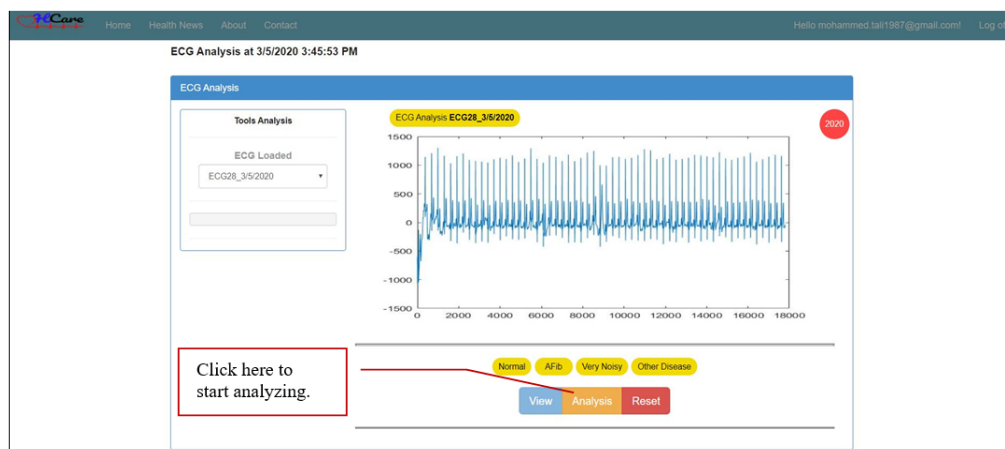 HCare Home Health News About Contact Hello mohammed.tall1987@gmail.com! Log of
ECG Analysis at 3/5/2020 3:45:53 PM
ECG Analysis
Tools Analysis
ECG Loaded
ECG28_3/5/2020
ECG Analysis ECG28_3/5/2020
2020
1500
1000
500
0
-500
-1000
-1500
0 2000 4000 6000 8000 10000 12000 14000 16000 18000
Click here to
start analyzing.
Normal AFib Very Noisy Other Disease
View Analysis Reset